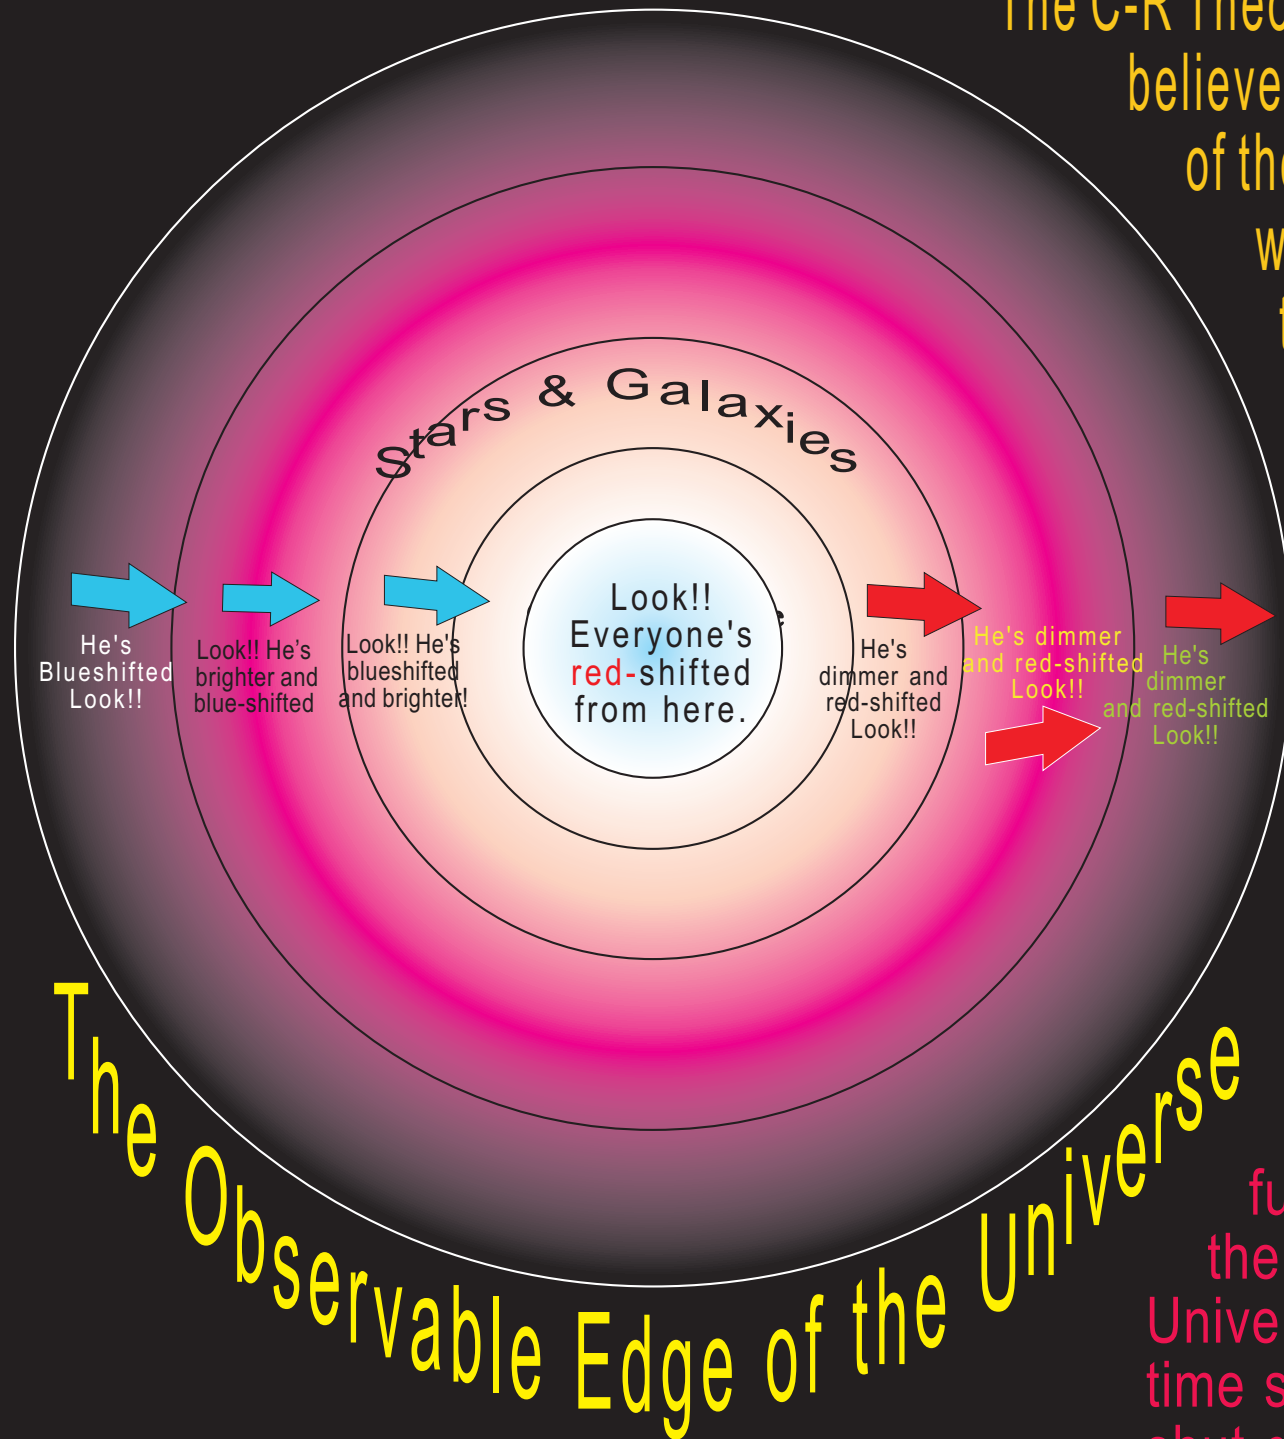 The C-R
believe
of the
Stars & Galaxies
Look!!
Everyone's
red-shifted
from here.
He's
Blueshifted
Look!!
Look!! He's
brighter and
blue-shifted
Look!! He's
blueshifted
and brighter!
He's
dimmer and
red-shifted
Look!!
He's dimmer
and red-shifted
Look!!
He's
dimmer
and red-shifted
Look!!
The Observable Edge of the Universe
the
time